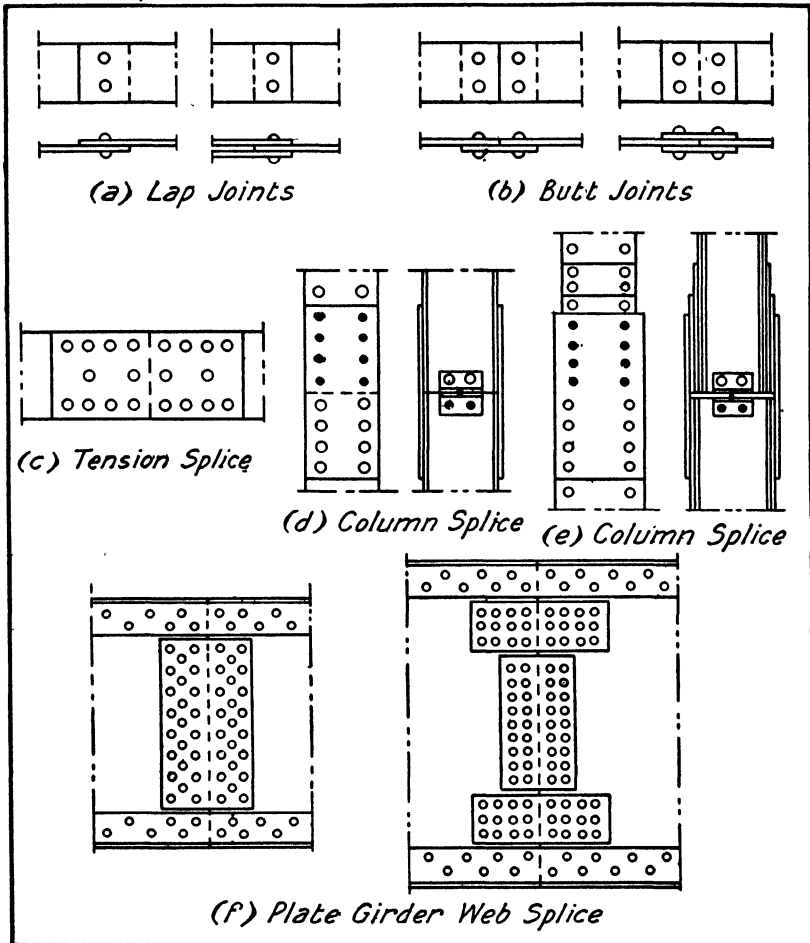 (a) Lap Joints
(b) Butt Joints
(c) Tension Splice
(d) Column Splice
(e) Column Splice
(f) Plate Girder Web Splice